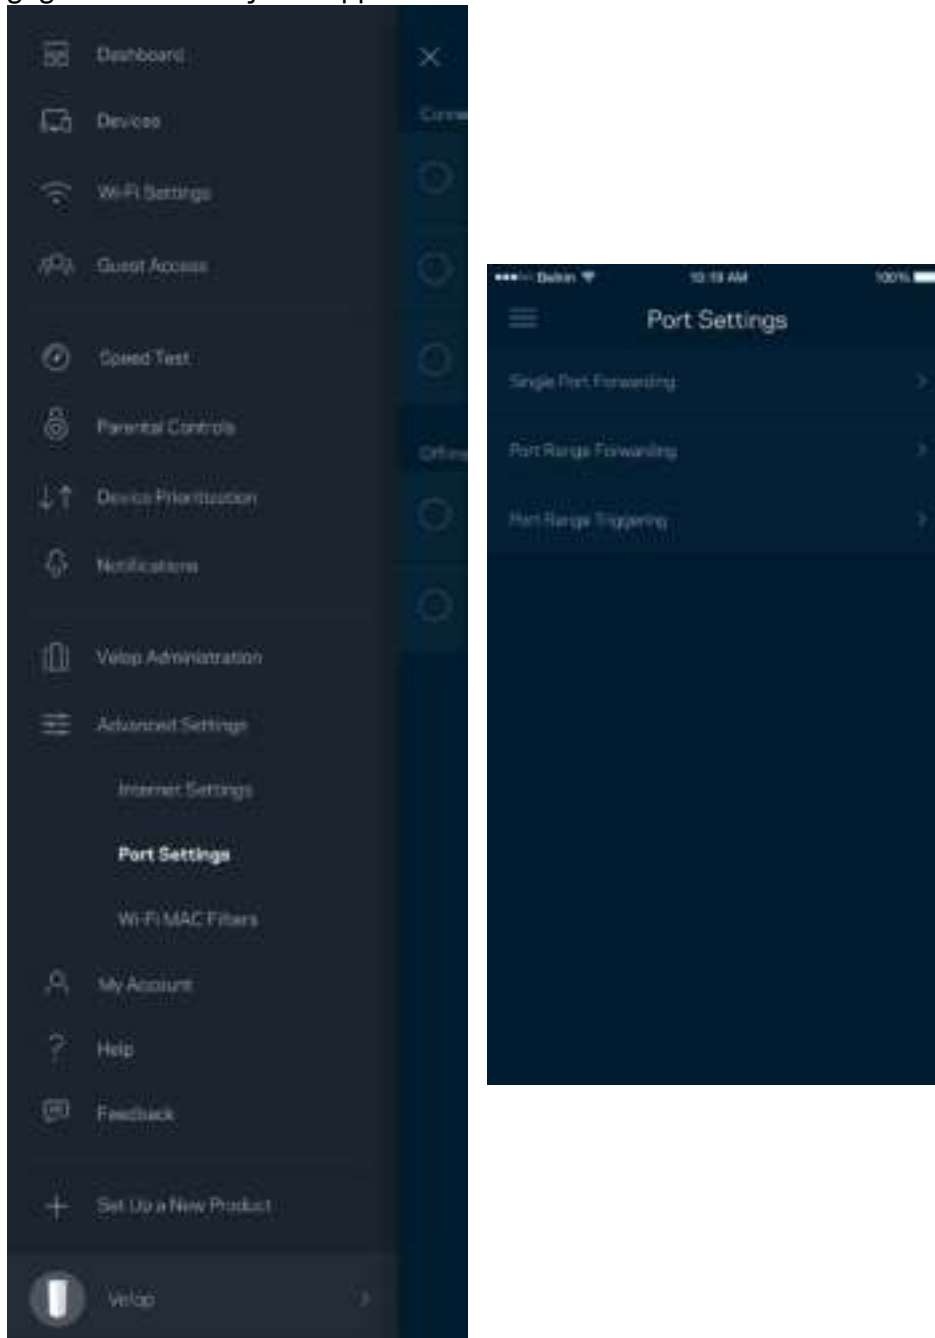 Dashboard
Devices
Wi-Fi Settings
Guest Access
Speed Test
Parental Controls
Device Prioritization
Notifications
Velop Administration
Advanced Settings
Internet Settings
Port Settings
Wi-Fi MAC Filters
My Account
Help
Feedback
Set Up a New Product
Velop
Belkin 10:19 AM 100%
Port Settings
Single Port Forwarding
Port Range Forwarding
Port Range Triggering